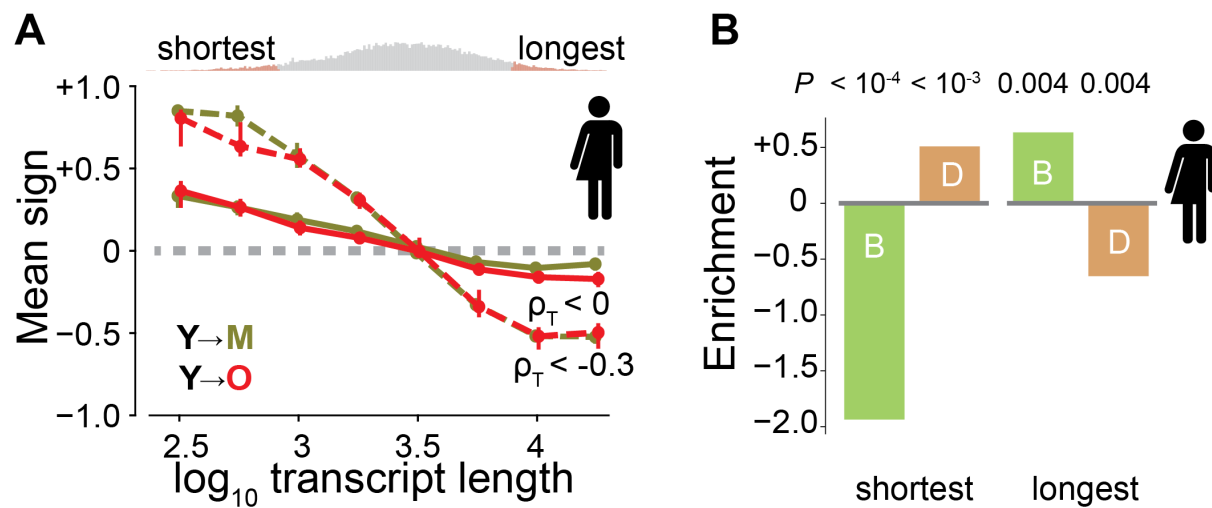 A
shortest
longest
+1.0
+0.5
0
−0.5
−1.0
Mean sign
ρT < 0
ρT < -0.3
Y→M
Y→O
2.5
3
3.5
4
log10 transcript length
B
P < 10-4 < 10-3 0.004 0.004
+0.5
0
−0.5
−1.0
−1.5
−2.0
Enrichment
B
D
B
D
shortest
longest